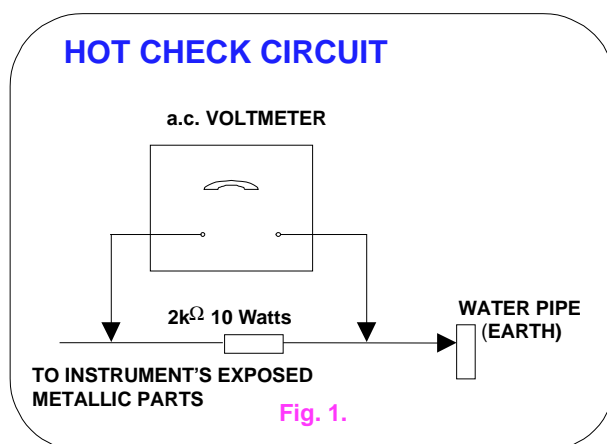 HOT CHECK CIRCUIT
a.c. VOLTMETER
2kΩ 10 Watts
WATER PIPE
(EARTH)
TO INSTRUMENT'S EXPOSED
METALLIC PARTS
Fig. 1.